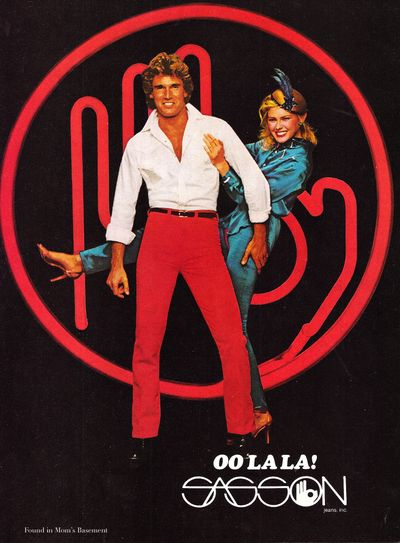 OO LA LA!
SASSON
jeans, inc.
Found in Mom's Basement